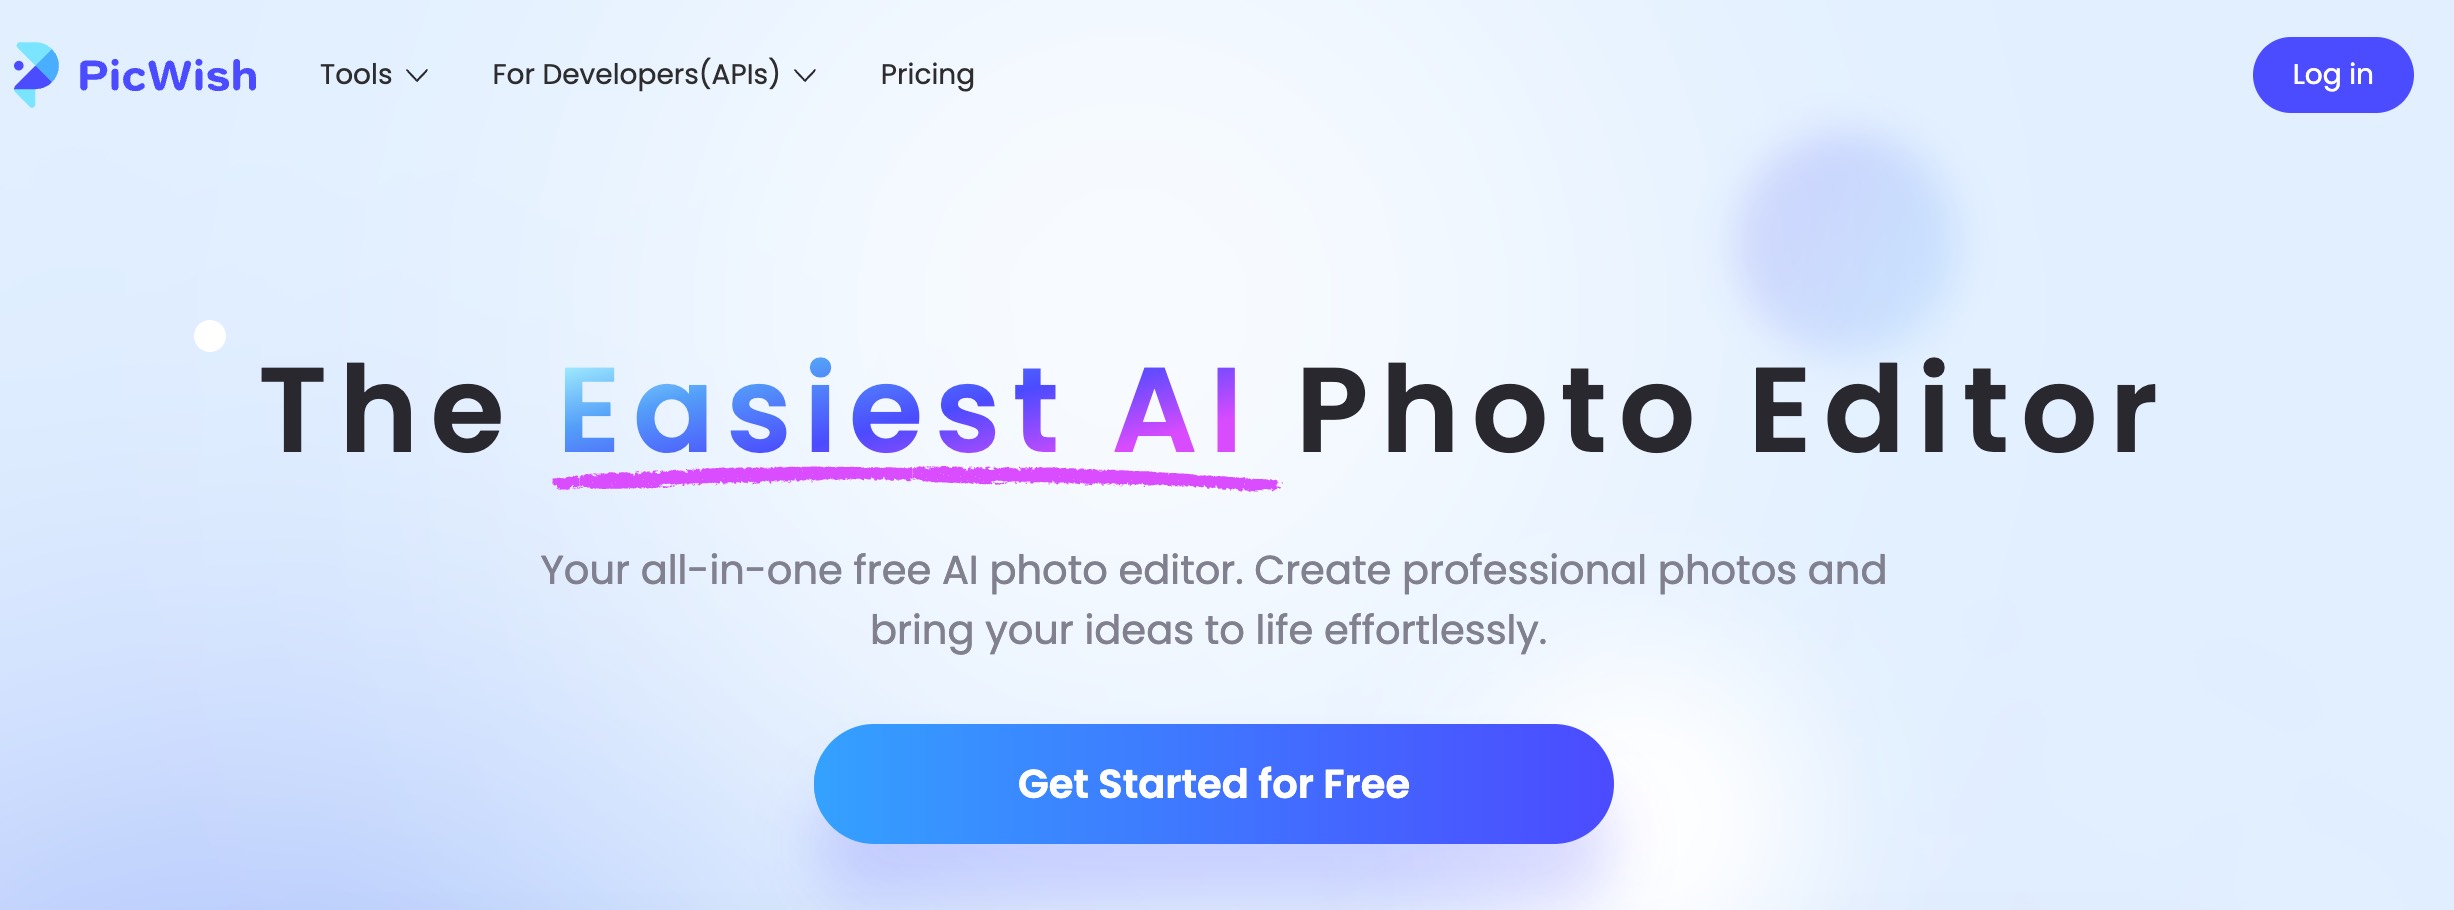 PicWish
Tools
For Developers(APIs)
Pricing
Log in
The Easiest AI Photo Editor
Your all-in-one free AI photo editor. Create professional photos and
bring your ideas to life effortlessly.
Get Started for Free